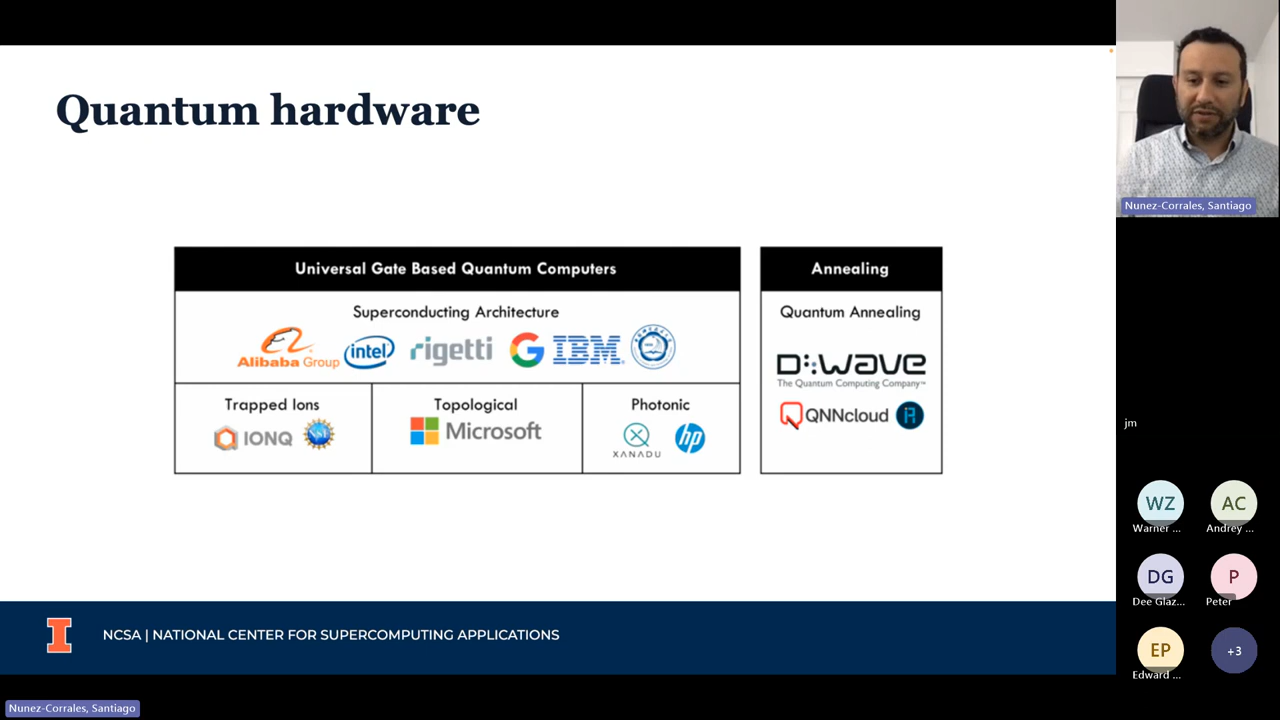 Quantum hardware
Universal Gate Based Quantum Computers
Superconducting Architecture
Alibaba Group
intel
rigetti
G
IBM
Trapped Ions
IONQ
NSF
Topological
Microsoft
Photonic
XANADU
hp
Annealing
Quantum Annealing
D:wave
The Quantum Computing Company™
QNNcloud
NCSA | NATIONAL CENTER FOR SUPERCOMPUTING APPLICATIONS
Nunez-Corrales, Santiago
jm
WZ
AC
Warner ...
Andrey ...
DG
P
Dee Glaz...
Peter
EP
+3
Edward ...
Nunez-Corrales, Santiago